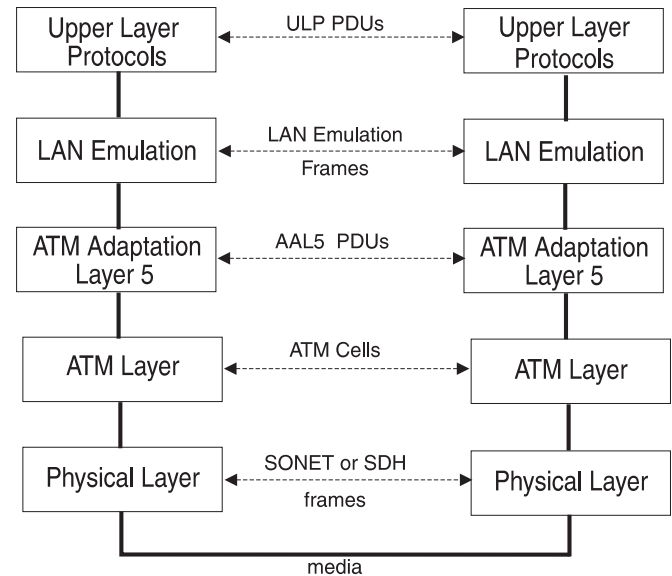 Upper Layer
Protocols
ULP PDUs
Upper Layer
Protocols
LAN Emulation
LAN Emulation
Frames
LAN Emulation
ATM Adaptation
Layer 5
AAL5 PDUs
ATM Adaptation
Layer 5
ATM Layer
ATM Cells
ATM Layer
Physical Layer
SONET or SDH
frames
Physical Layer
media